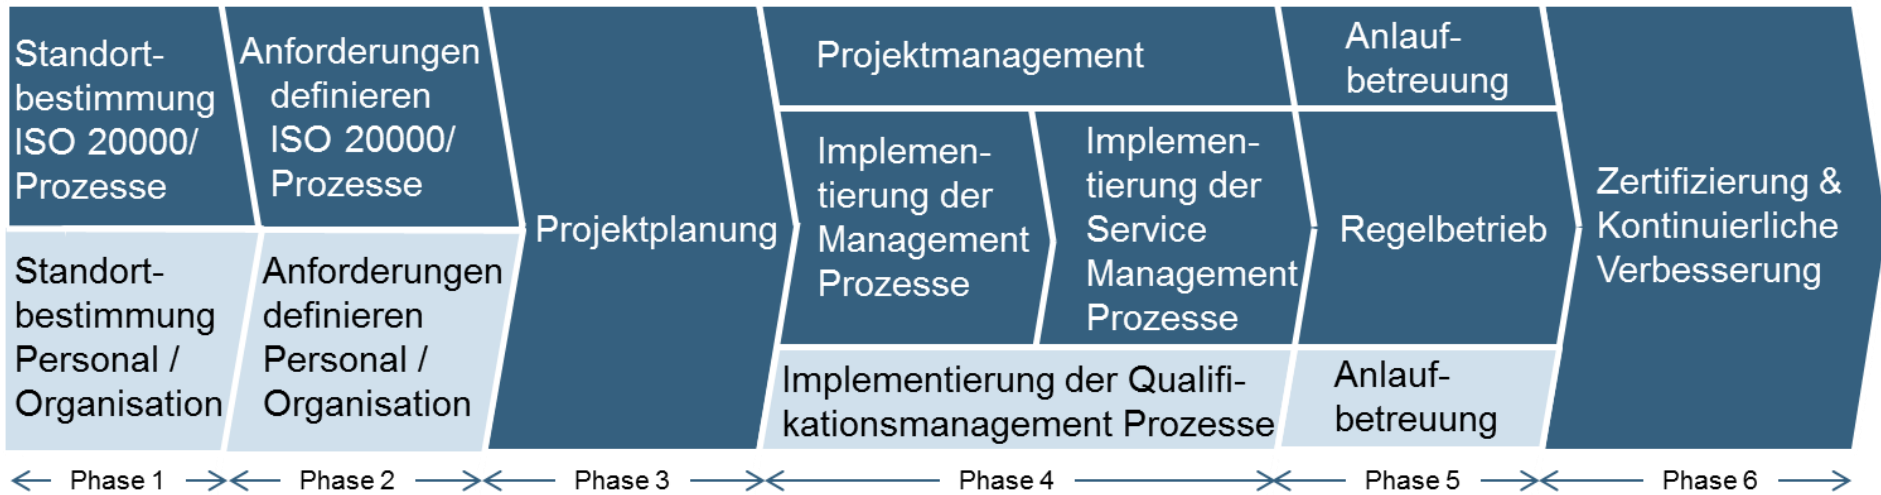 Standort-
bestimmung
ISO 20000/
Prozesse
Anforderungen
definieren
ISO 20000/
Prozesse
Standort-
bestimmung
Personal /
Organisation
Anforderungen
definieren
Personal /
Organisation
Projektplanung
Projektmanagement
Implemen-
tierung der
Management
Prozesse
Implemen-
tierung der
Service
Management
Prozesse
Implementierung der Qualifi-
kationsmanagement Prozesse
Anlauf-
betreuung
Regelbetrieb
Anlauf-
betreuung
Zertifizierung &
Kontinuierliche
Verbesserung
Phase 1
Phase 2
Phase 3
Phase 4
Phase 5
Phase 6